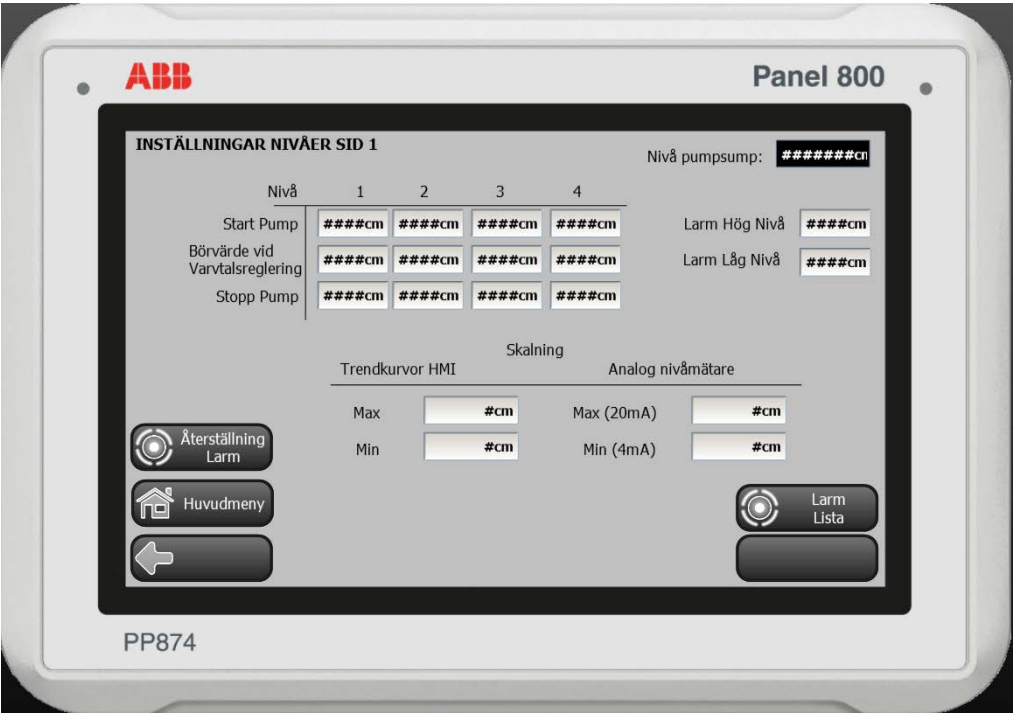 ABB
Panel 800
INSTÄLLNINGAR NIVÅER SID 1
Nivå pumpsump: #######cm
Nivå 1 2 3 4
Start Pump ####cm ####cm ####cm ####cm
Larm Hög Nivå ####cm
Börvärde vid
Varvtalsreglering ####cm ####cm ####cm ####cm
Larm Låg Nivå ####cm
Stopp Pump ####cm ####cm ####cm ####cm
Skalning
Trendkurvor HMI Analog nivåmätare
Max #cm Max (20mA) #cm
Min #cm Min (4mA) #cm
Återställning
Larm
Huvudmeny
Larm
Lista
PP874